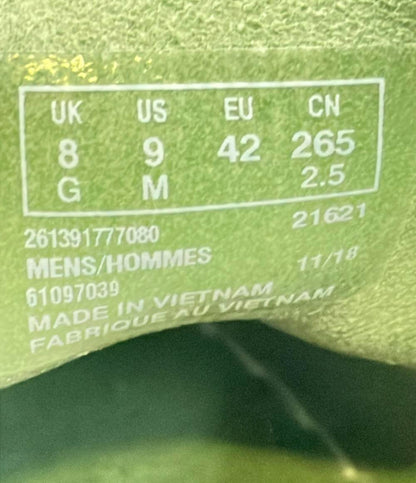 UK US EU CN
8 9 42 265
G M 2.5
261391777080 21621
MENS/HOMMES 11/18
61097039
MADE IN VIETNAM
FABRIQUE AU VIETNAM